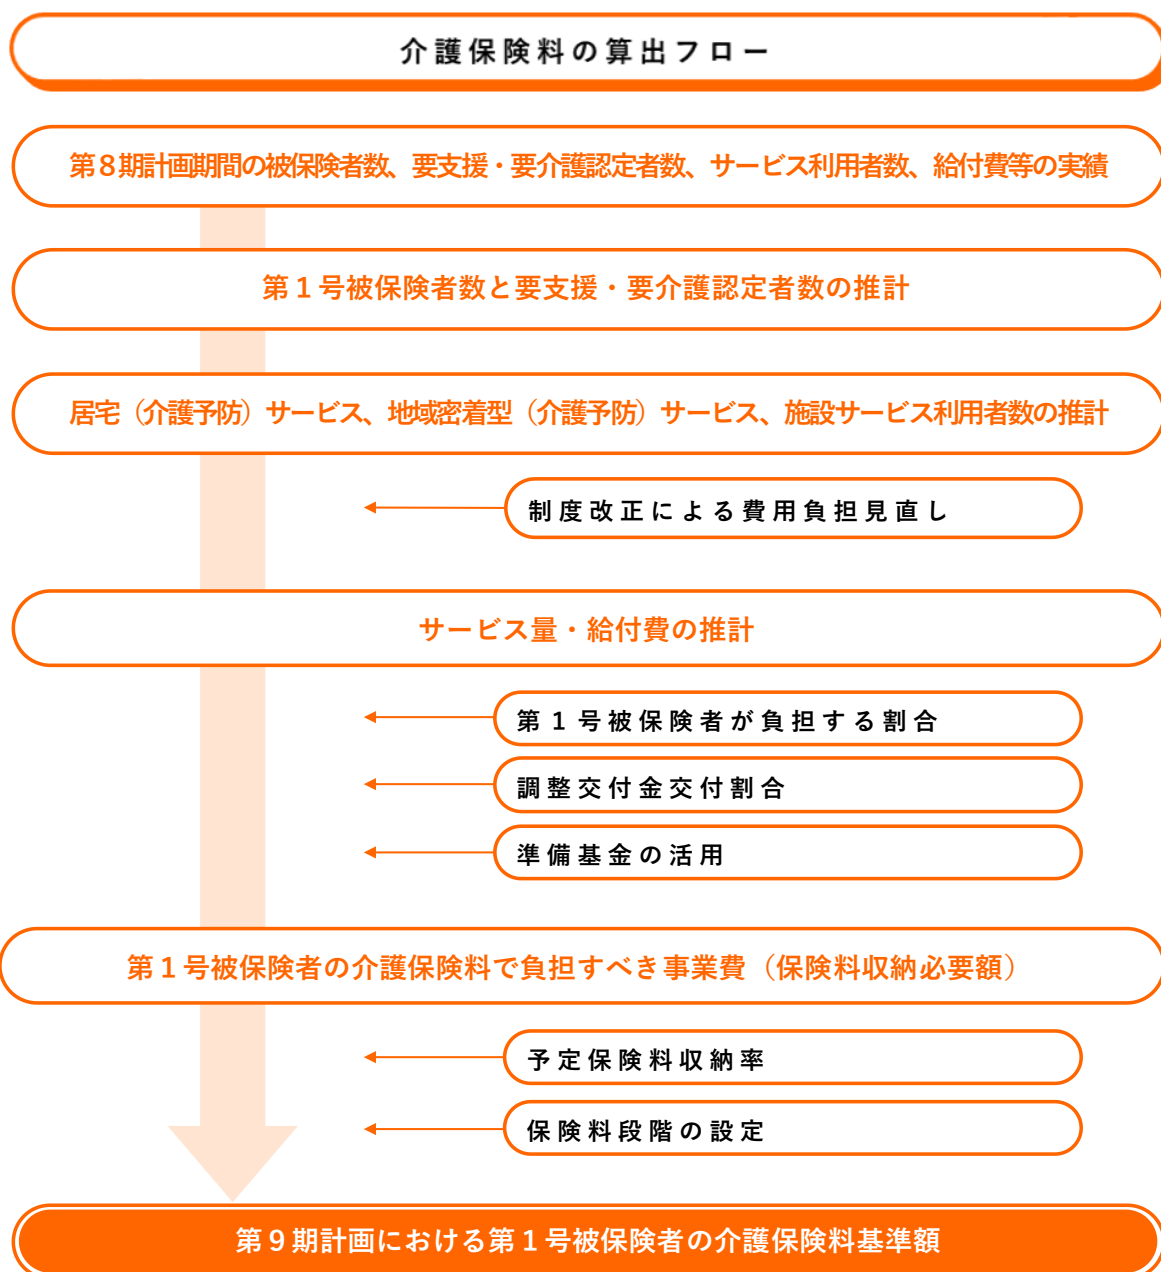 介護保険料の算出フロー
第８期計画期間の被保険者数、要支援・要介護認定者数、サービス利用者数、給付費等の実績
第１号被保険者数と要支援・要介護認定者数の推計
居宅（介護予防）サービス、地域密着型（介護予防）サービス、施設サービス利用者数の推計
制度改正による費用負担見直し
サービス量・給付費の推計
第１号被保険者が負担する割合
調整交付金交付割合
準備基金の活用
第１号被保険者の介護保険料で負担すべき事業費（保険料収納必要額）
予定保険料収納率
保険料段階の設定
第９期計画における第１号被保険者の介護保険料基準額